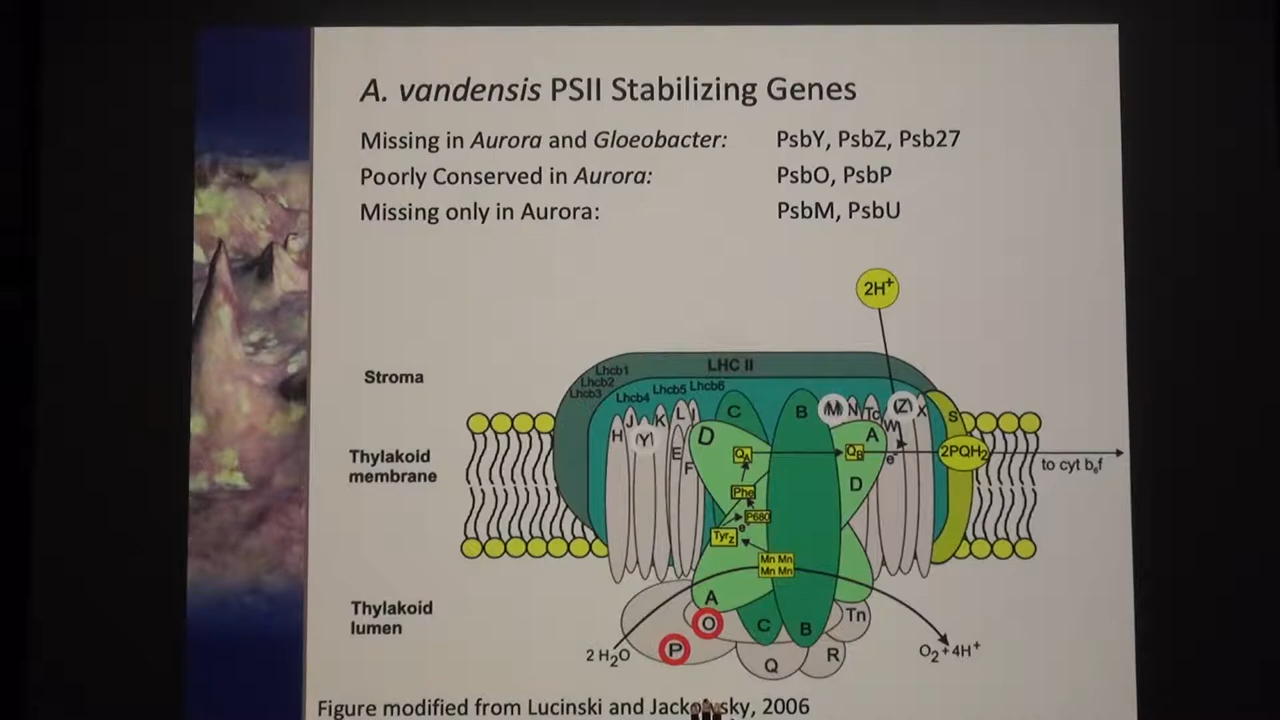 A. vandensis PSII Stabilizing Genes
Missing in Aurora and Gloeobacter: PsbY, PsbZ, Psb27
Poorly Conserved in Aurora: PsbO, PsbP
Missing only in Aurora: PsbM, PsbU
2H+
LHC II
Lhcb1
Lhcb2
Lhcb3
Lhcb4
Lhcb5
Lhcb6
Stroma
H
J
(Y)
K
L
I
E
F
C
B
(M)
N
Tc
W
(Z)
X
S
D
QA
A
QB
e-
2PQH2
to cyt b6f
Thylakoid
membrane
D
Phe
P680
e-
TyrZ
Mn Mn
Mn Mn
Thylakoid
lumen
A
O
P
C
B
Tn
Q
R
2 H2O
O2+4H+
Figure modified from Lucinski and Jackowsky, 2006